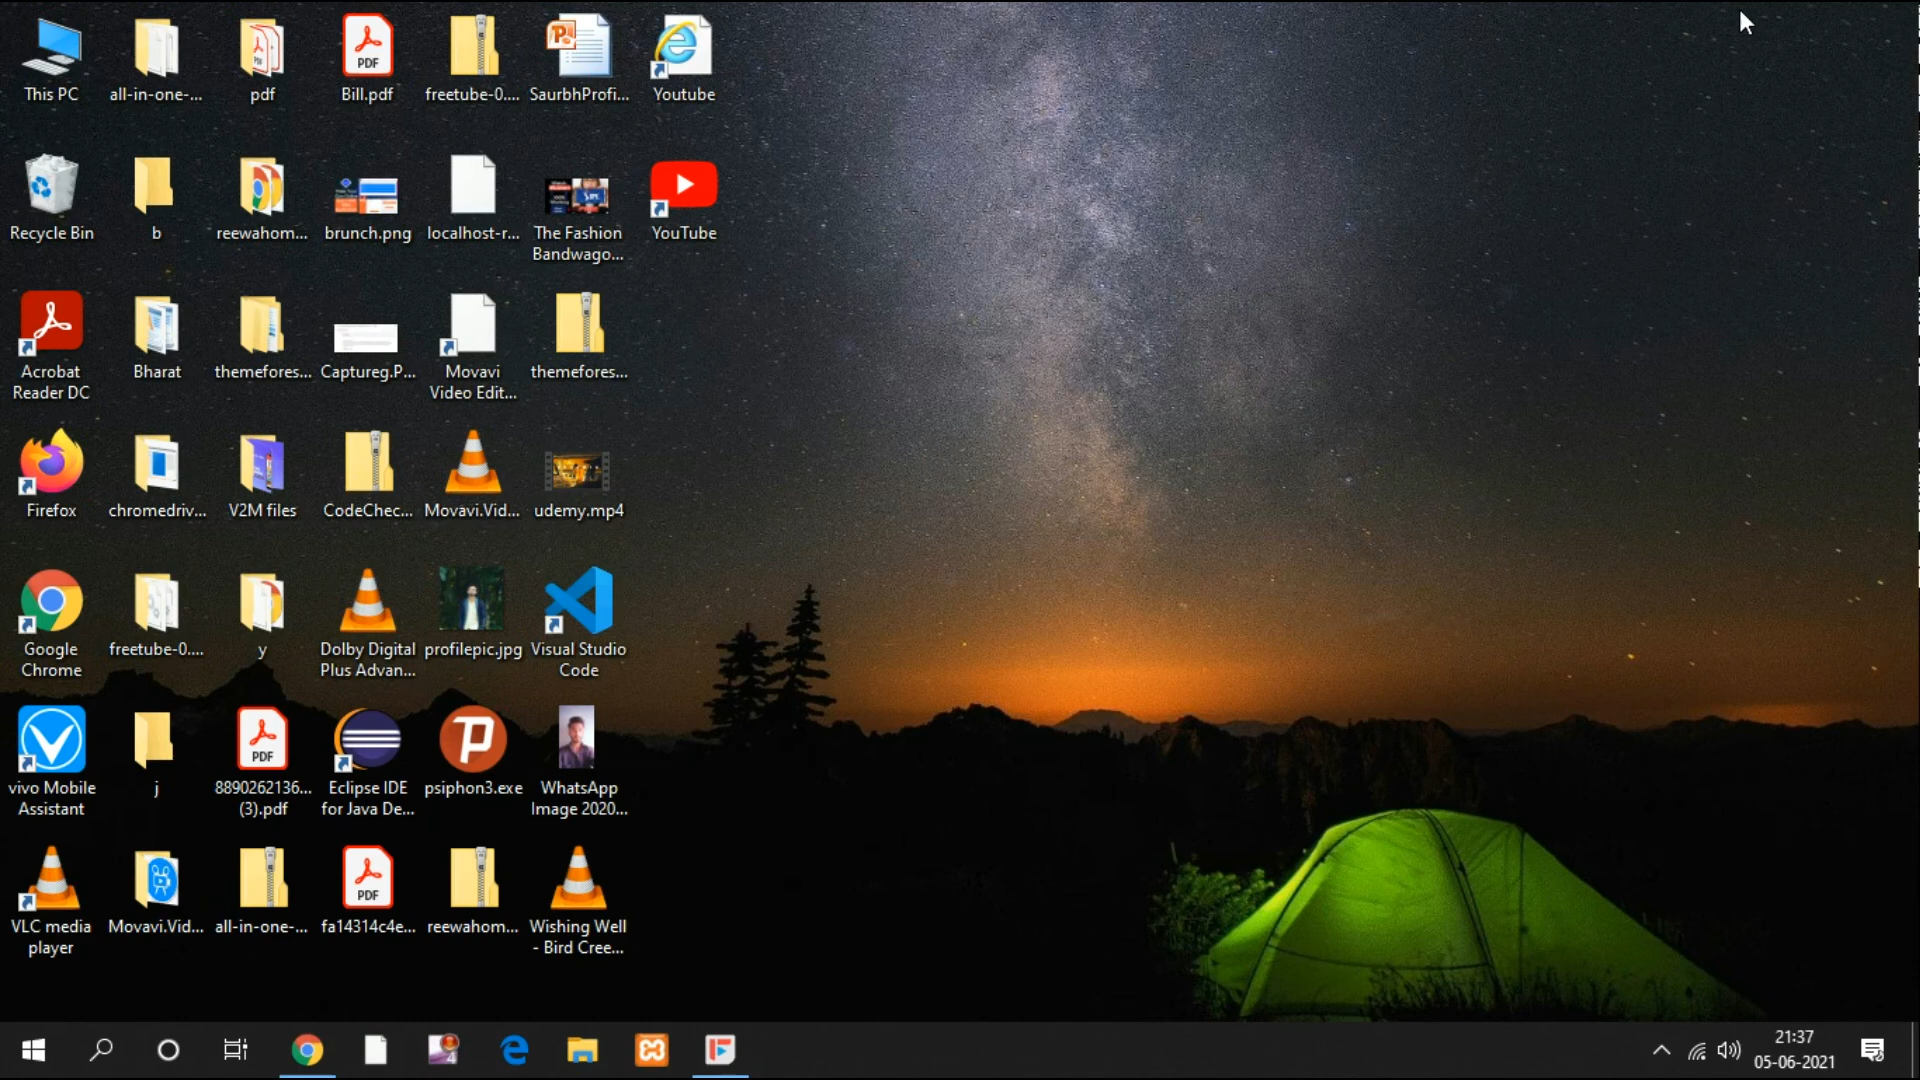 This PC
all-in-one-...
pdf
Bill.pdf
freetube-0....
SaurbhProfi...
Youtube
Recycle Bin
b
reewahom...
brunch.png
localhost-r...
The Fashion
Bandwago...
YouTube
Acrobat
Reader DC
Bharat
themefores...
Captureg.P...
Movavi
Video Edit...
themefores...
Firefox
chromedriv...
V2M files
CodeChec...
Movavi.Vid...
udemy.mp4
Google
Chrome
freetube-0....
y
Dolby Digital
Plus Advan...
profilepic.jpg
Visual Studio
Code
vivo Mobile
Assistant
j
8890262136...
(3).pdf
Eclipse IDE
for Java De...
psiphon3.exe
WhatsApp
Image 2020...
VLC media
player
Movavi.Vid...
all-in-one-...
fa14314c4e...
reewahom...
Wishing Well
- Bird Cree...
PDF
PDF
PDF
21:37
05-06-2021